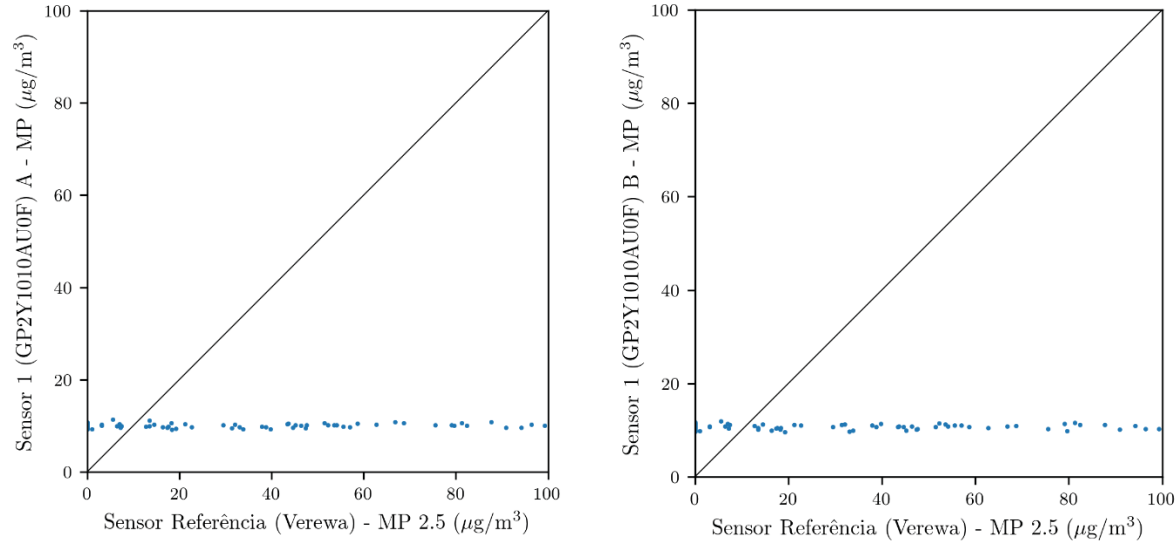 Sensor 1 (GP2Y1010AU0F) A - MP (μg/m³)
100
80
60
40
20
0
0 20 40 60 80 100
Sensor Referência (Verewa) - MP 2.5 (μg/m³)
Sensor 1 (GP2Y1010AU0F) B - MP (μg/m³)
100
80
60
40
20
0
0 20 40 60 80 100
Sensor Referência (Verewa) - MP 2.5 (μg/m³)